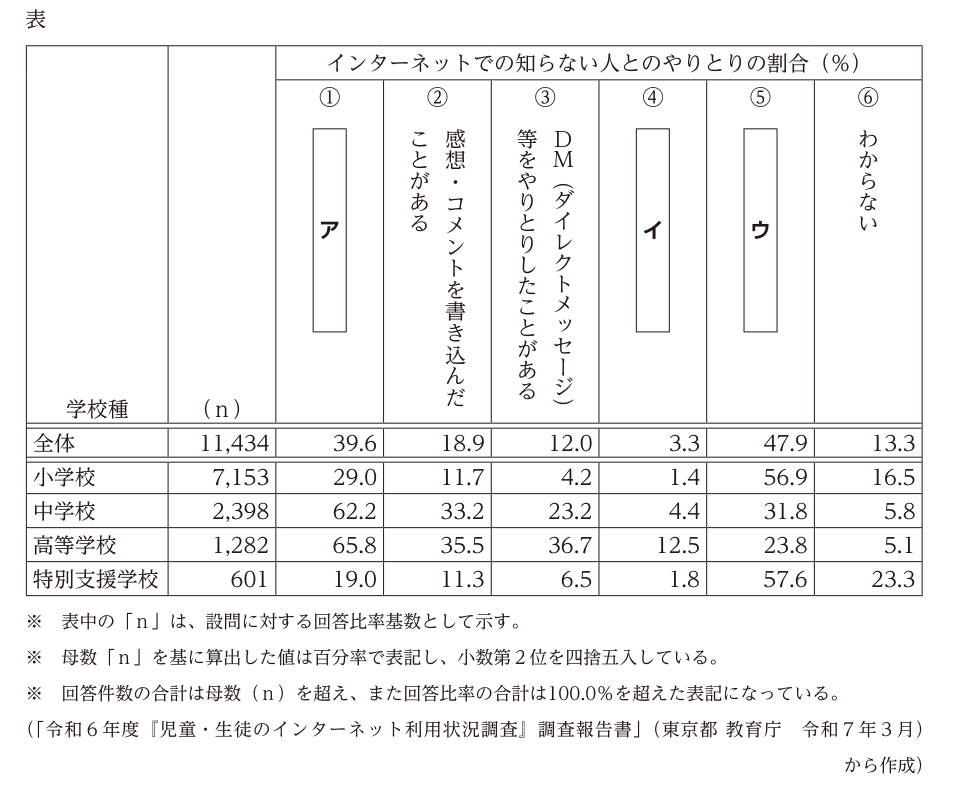 表
インターネットでの知らない人とのやりとりの割合（％）
学校種
（ｎ）
①
ア
②
感想・コメントを書き込んだ
ことがある
③
ＤＭ（ダイレクトメッセージ）
等をやりとりしたことがある
④
イ
⑤
ウ
⑥
わからない
全体 11,434 39.6 18.9 12.0 3.3 47.9 13.3
小学校 7,153 29.0 11.7 4.2 1.4 56.9 16.5
中学校 2,398 62.2 33.2 23.2 4.4 31.8 5.8
高等学校 1,282 65.8 35.5 36.7 12.5 23.8 5.1
特別支援学校 601 19.0 11.3 6.5 1.8 57.6 23.3
※　表中の「ｎ」は、設問に対する回答比率基数として示す。
※　母数「ｎ」を基に算出した値は百分率で表記し、小数第２位を四捨五入している。
※　回答件数の合計は母数（ｎ）を超え、また回答比率の合計は100.0％を超えた表記になっている。
（「令和６年度『児童・生徒のインターネット利用状況調査』調査報告書」（東京都 教育庁　令和７年３月）
から作成）